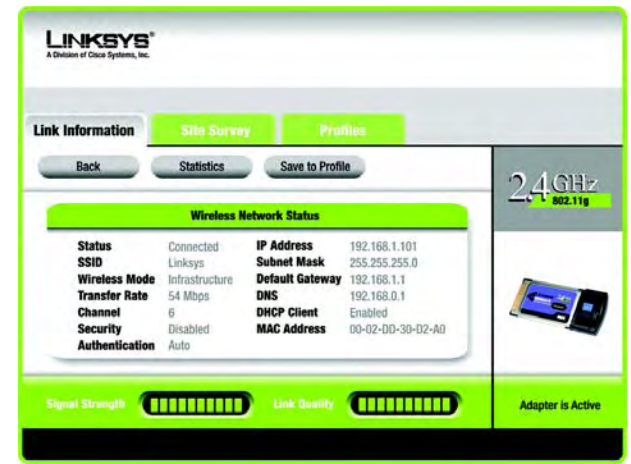 LINKSYS®
A Division of Cisco Systems, Inc.
Link Information Site Survey Profiles
Back Statistics Save to Profile
2.4GHz
802.11g
Wireless Network Status
Status Connected IP Address 192.168.1.101
SSID Linksys Subnet Mask 255.255.255.0
Wireless Mode Infrastructure Default Gateway 192.168.1.1
Transfer Rate 54 Mbps DNS 192.168.0.1
Channel 6 DHCP Client Enabled
Security Disabled MAC Address 00-02-DD-30-D2-A0
Authentication Auto
Signal Strength Link Quality Adapter is Active